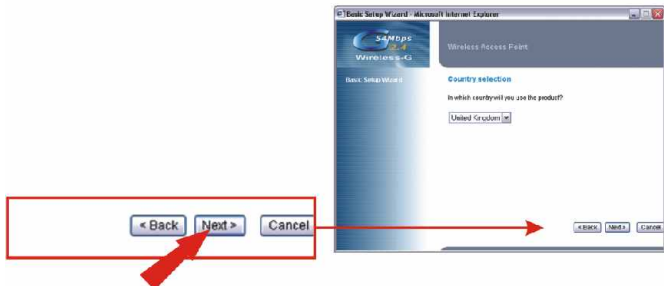 Basic Setup Wizard - Microsoft Internet Explorer
54Mbps
2.4
Wireless-G
Wireless Access Point
Basic Setup Wizard
Country selection
In which country will you use the product?
United Kingdom
< Back Next > Cancel
< Back Next > Cancel